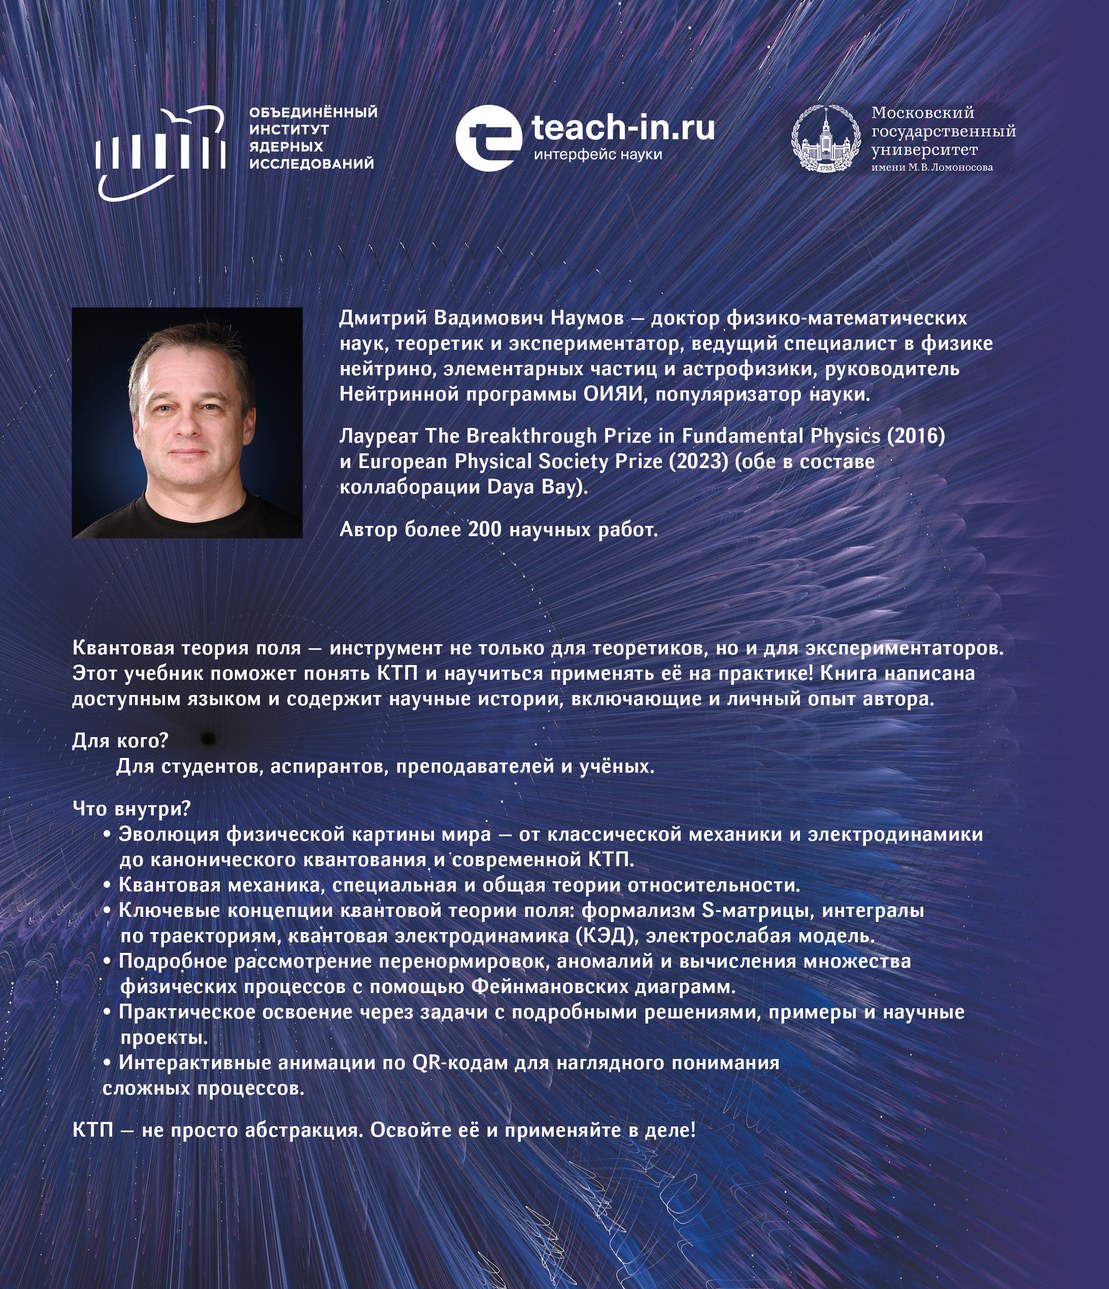 ОБЪЕДИНЁННЫЙ
ИНСТИТУТ
ЯДЕРНЫХ
ИССЛЕДОВАНИЙ
teach-in.ru
интерфейс науки
1755
Московский
государственный
университет
имени М.В. Ломоносова
Дмитрий Вадимович Наумов — доктор физико-математических
наук, теоретик и экспериментатор, ведущий специалист в физике
нейтрино, элементарных частиц и астрофизики, руководитель
Нейтринной программы ОИЯИ, популяризатор науки.
Лауреат The Breakthrough Prize in Fundamental Physics (2016)
и European Physical Society Prize (2023) (обе в составе
коллаборации Daya Bay).
Автор более 200 научных работ.
Квантовая теория поля — инструмент не только для теоретиков, но и для экспериментаторов.
Этот учебник поможет понять КТП и научиться применять её на практике! Книга написана
доступным языком и содержит научные истории, включающие и личный опыт автора.
Для кого?
Для студентов, аспирантов, преподавателей и учёных.
Что внутри?
• Эволюция физической картины мира — от классической механики и электродинамики
до канонического квантования и современной КТП.
• Квантовая механика, специальная и общая теории относительности.
• Ключевые концепции квантовой теории поля: формализм S-матрицы, интегралы
по траекториям, квантовая электродинамика (КЭД), электрослабая модель.
• Подробное рассмотрение перенормировок, аномалий и вычисления множества
физических процессов с помощью Фейнмановских диаграмм.
• Практическое освоение через задачи с подробными решениями, примеры и научные
проекты.
• Интерактивные анимации по QR-кодам для наглядного понимания
сложных процессов.
КТП — не просто абстракция. Освойте её и применяйте в деле!